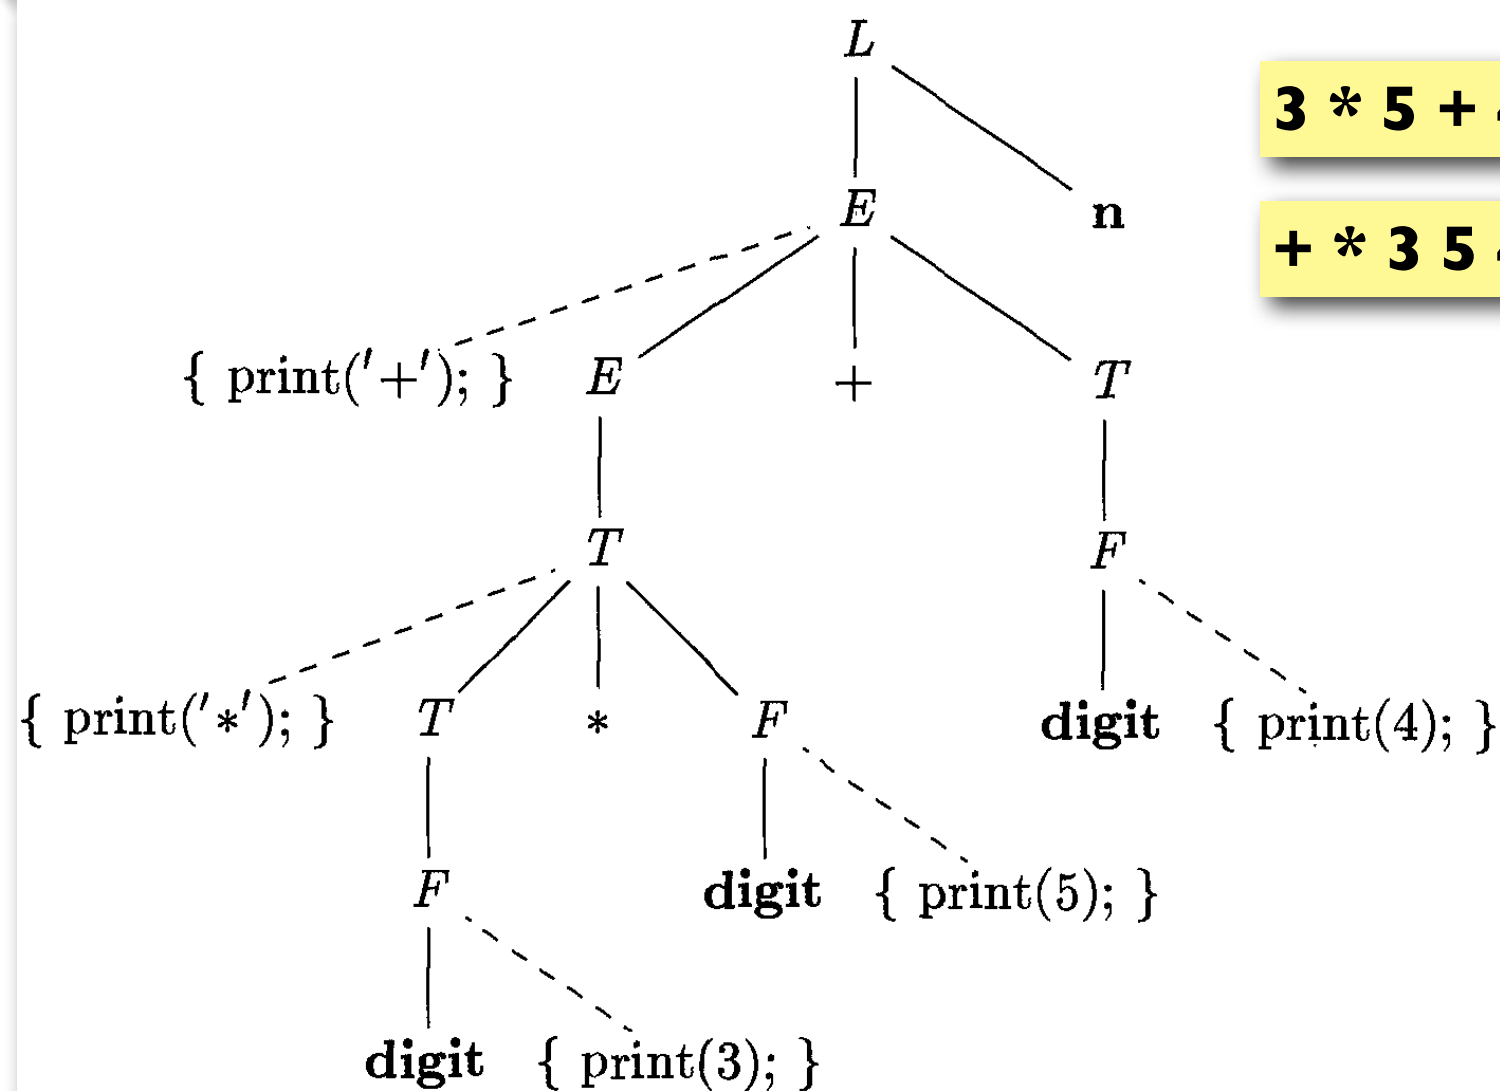 L
3 * 5 + 
E
n
+ * 3 5 
{ print('+'); }
E
+
T
T
F
{ print('*'); }
T
*
F
digit
{ print(4); }
F
digit
{ print(5); }
digit
{ print(3); }